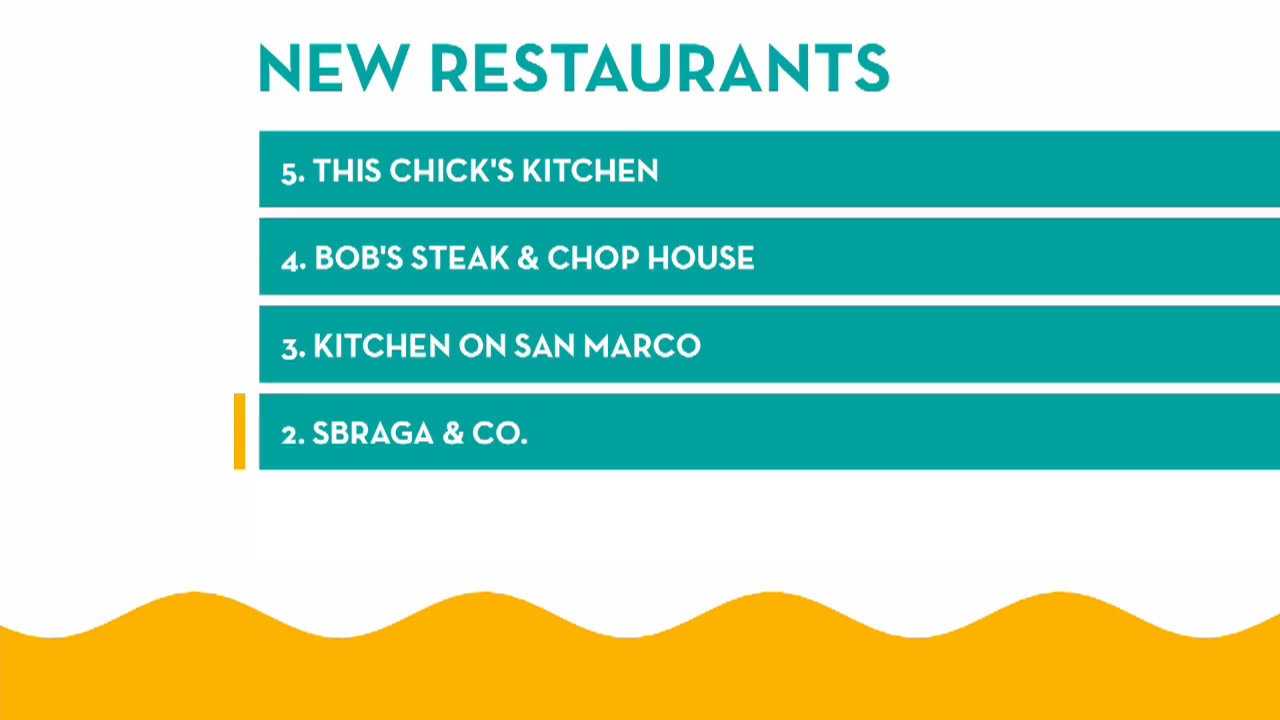 NEW RESTAURANTS
5. THIS CHICK'S KITCHEN
4. BOB'S STEAK & CHOP HOUSE
3. KITCHEN ON SAN MARCO
2. SBRAGA & CO.